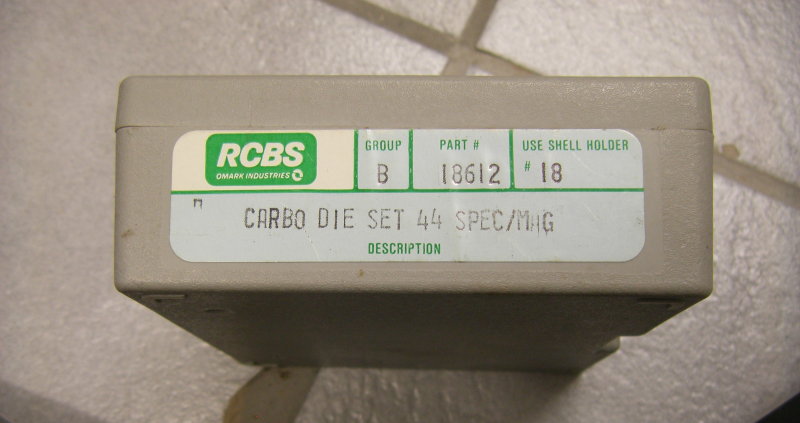 RCBS
OMARK INDUSTRIES
GROUP
B
PART #
18612
USE SHELL HOLDER
# 18
CARBO DIE SET 44 SPEC/MAG
DESCRIPTION